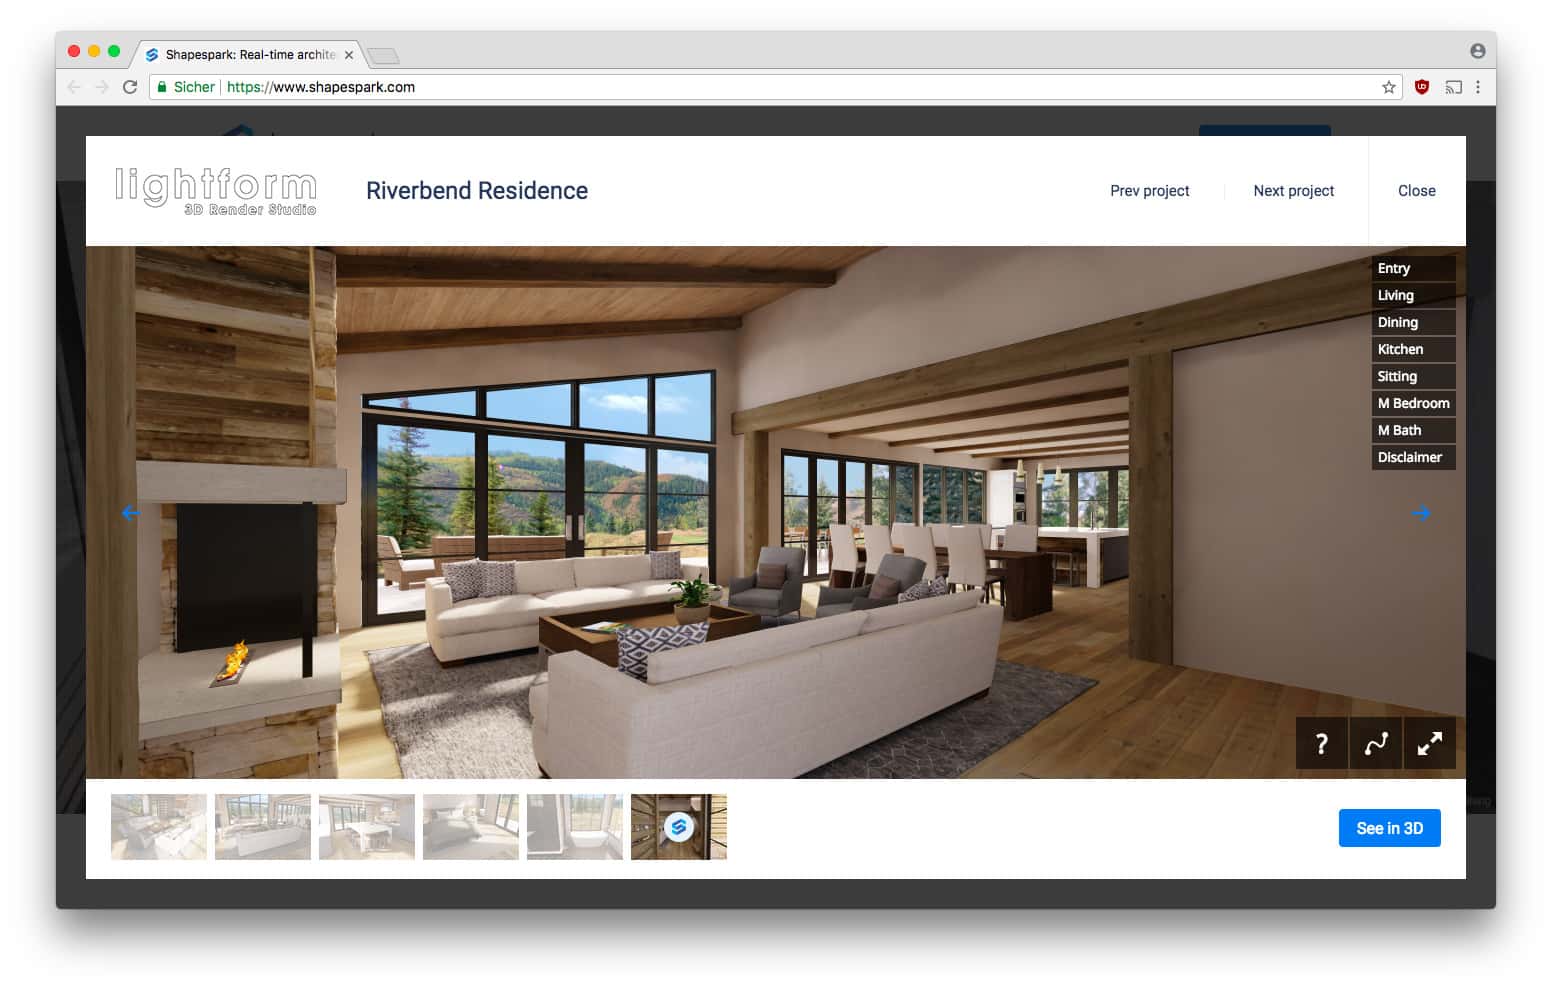 Shapespark: Real-time archite
Sicher https://www.shapespark.com
lightform
3D Render Studio
Riverbend Residence
Prev project
Next project
Close
Entry
Living
Dining
Kitchen
Sitting
M Bedroom
M Bath
Disclaimer
?
See in 3D